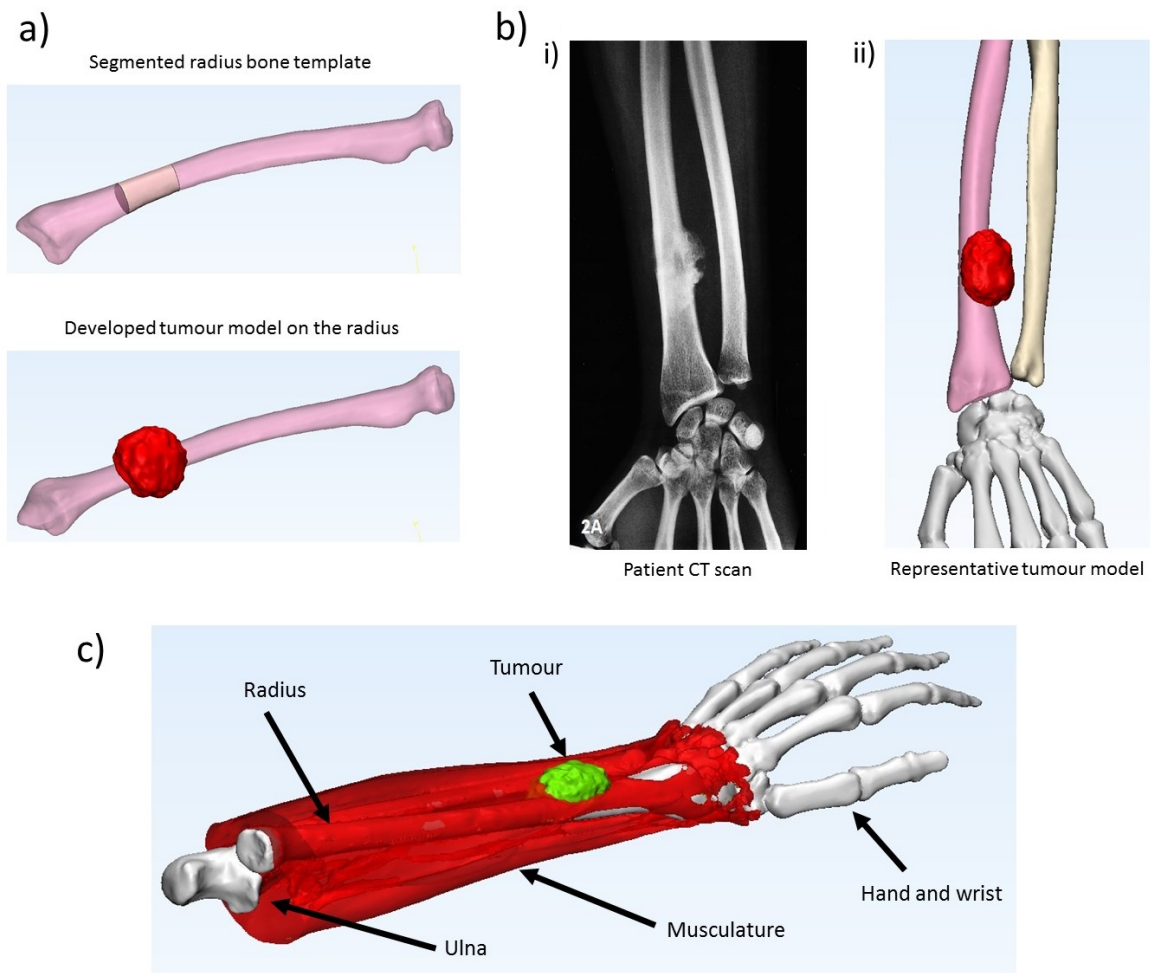 a)
Segmented radius bone template
Developed tumour model on the radius
b)
i)
2A
Patient CT scan
ii)
Representative tumour model
c)
Radius
Tumour
Ulna
Musculature
Hand and wrist